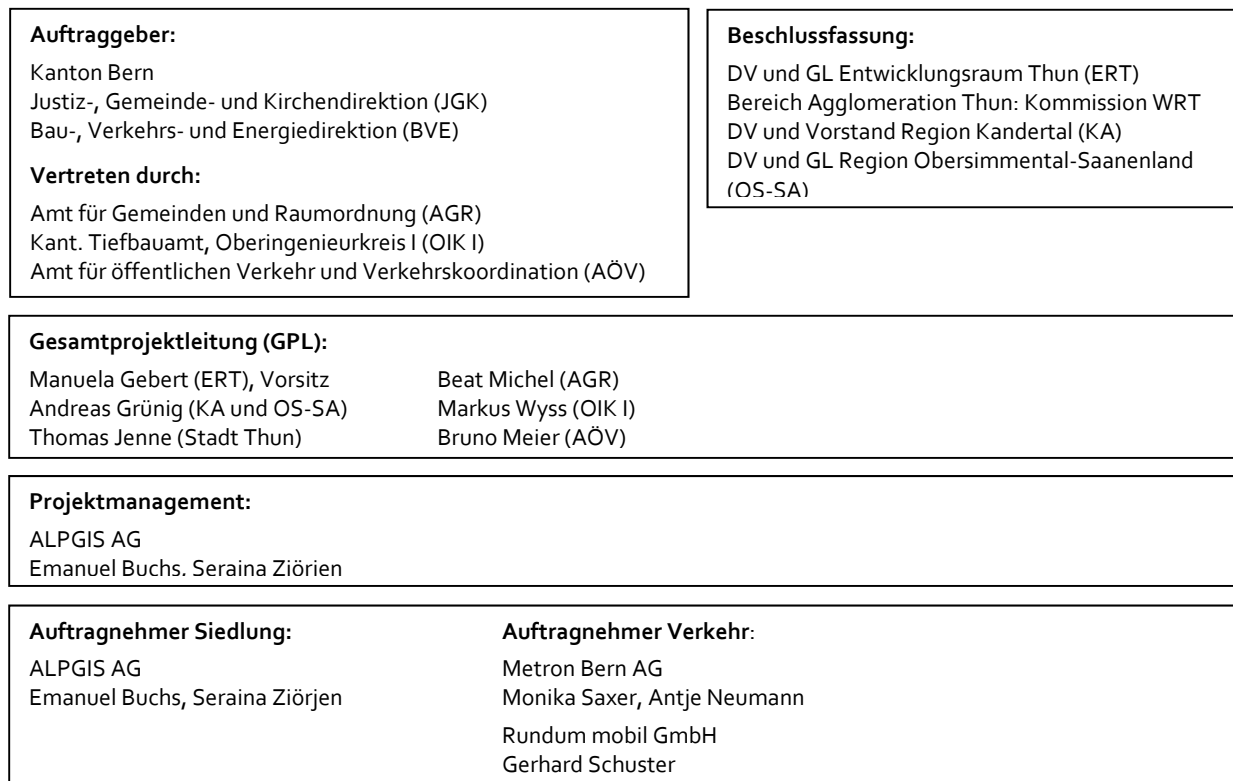 Auftraggeber:
Kanton Bern
Justiz-, Gemeinde- und Kirchendirektion (JGK)
Bau-, Verkehrs- und Energiedirektion (BVE)
Vertreten durch:
Amt für Gemeinden und Raumordnung (AGR)
Kant. Tiefbauamt, Oberingenieurkreis I (OIK I)
Amt für öffentlichen Verkehr und Verkehrskoordination (AÖV)
Beschlussfassung:
DV und GL Entwicklungsraum Thun (ERT)
Bereich Agglomeration Thun: Kommission WRT
DV und Vorstand Region Kandertal (KA)
DV und GL Region Obersimmental-Saanenland
(OS-SA)
Gesamtprojektleitung (GPL):
Manuela Gebert (ERT), Vorsitz
Andreas Grünig (KA und OS-SA)
Thomas Jenne (Stadt Thun)
Beat Michel (AGR)
Markus Wyss (OIK I)
Bruno Meier (AÖV)
Projektmanagement:
ALPGIS AG
Emanuel Buchs, Seraina Ziörjen
Auftragnehmer Siedlung:
ALPGIS AG
Emanuel Buchs, Seraina Ziörjen
Auftragnehmer Verkehr:
Metron Bern AG
Monika Saxer, Antje Neumann
Rundum mobil GmbH
Gerhard Schuster